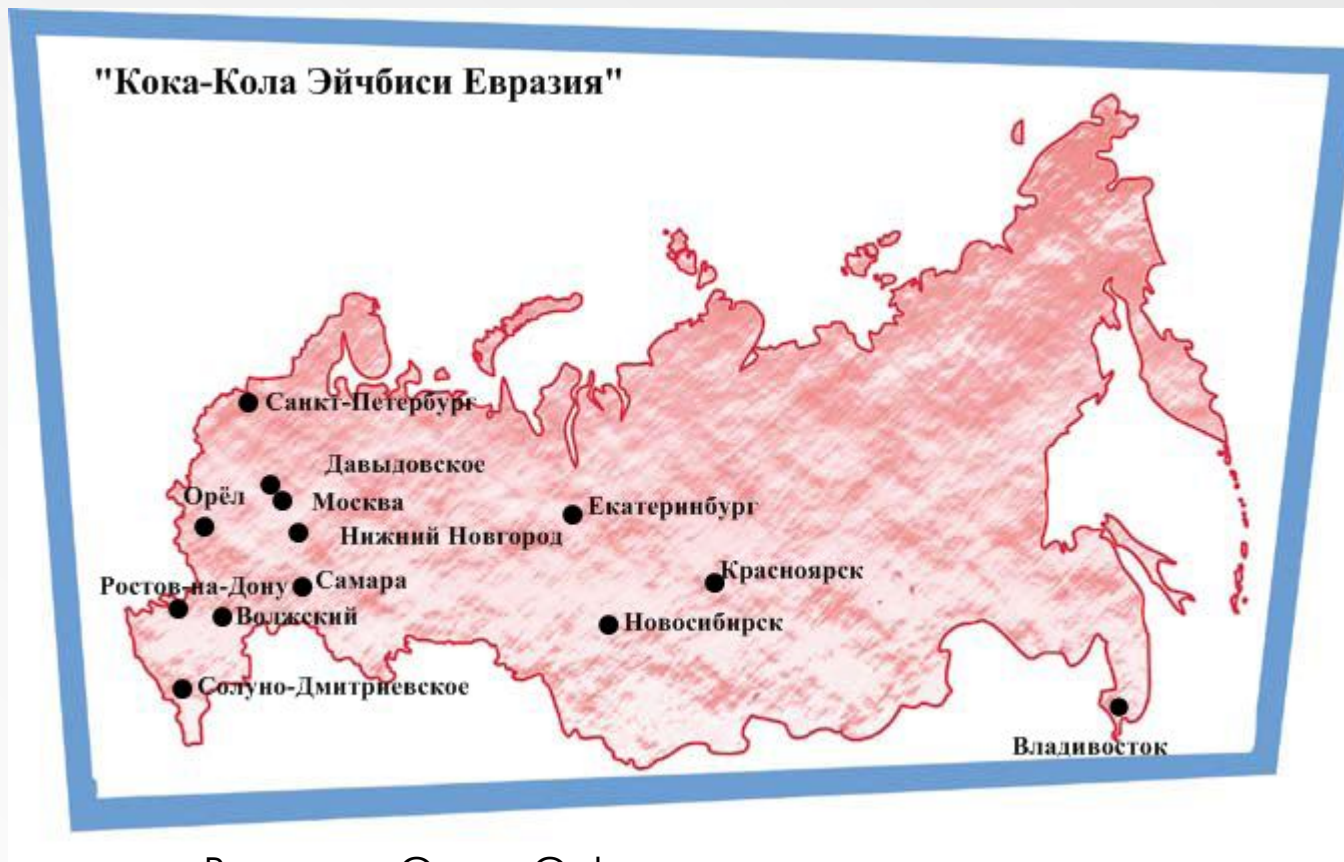 "Кока-Кола Эйчбиси Евразия"
Санкт-Петербург
Давыдовское
Орёл
Москва
Екатеринбург
Нижний Новгород
Красноярск
Ростов-на-Дону
Самара
Волжский
Новосибирск
Солуно-Дмитриевское
Владивосток